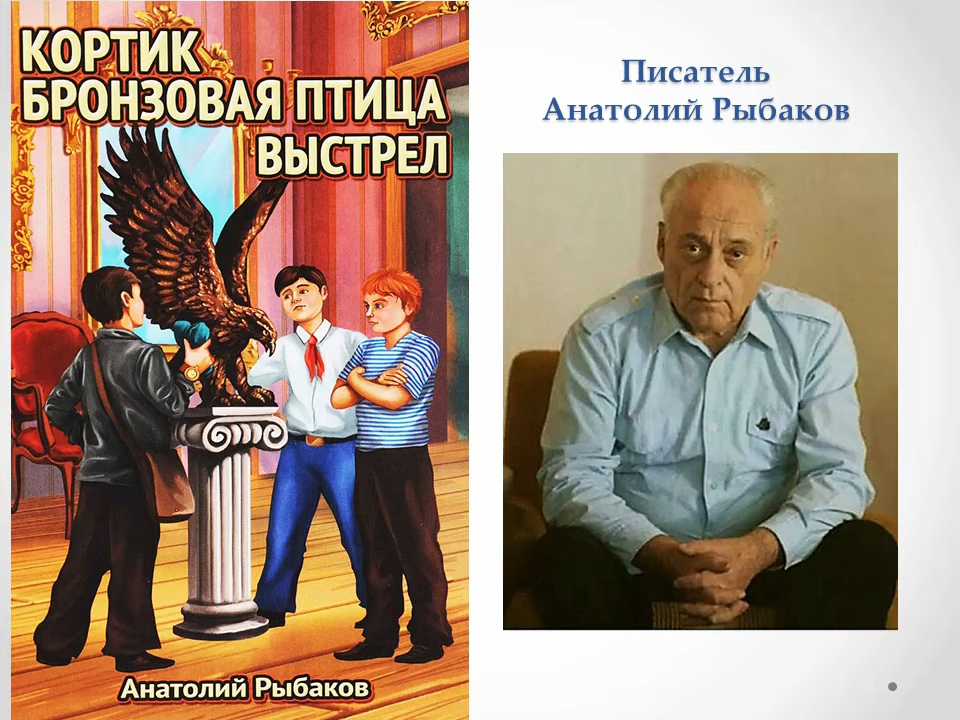 КОРТИК
БРОНЗОВАЯ ПТИЦА
ВЫСТРЕЛ
Анатолий Рыбаков
Писатель
Анатолий Рыбаков